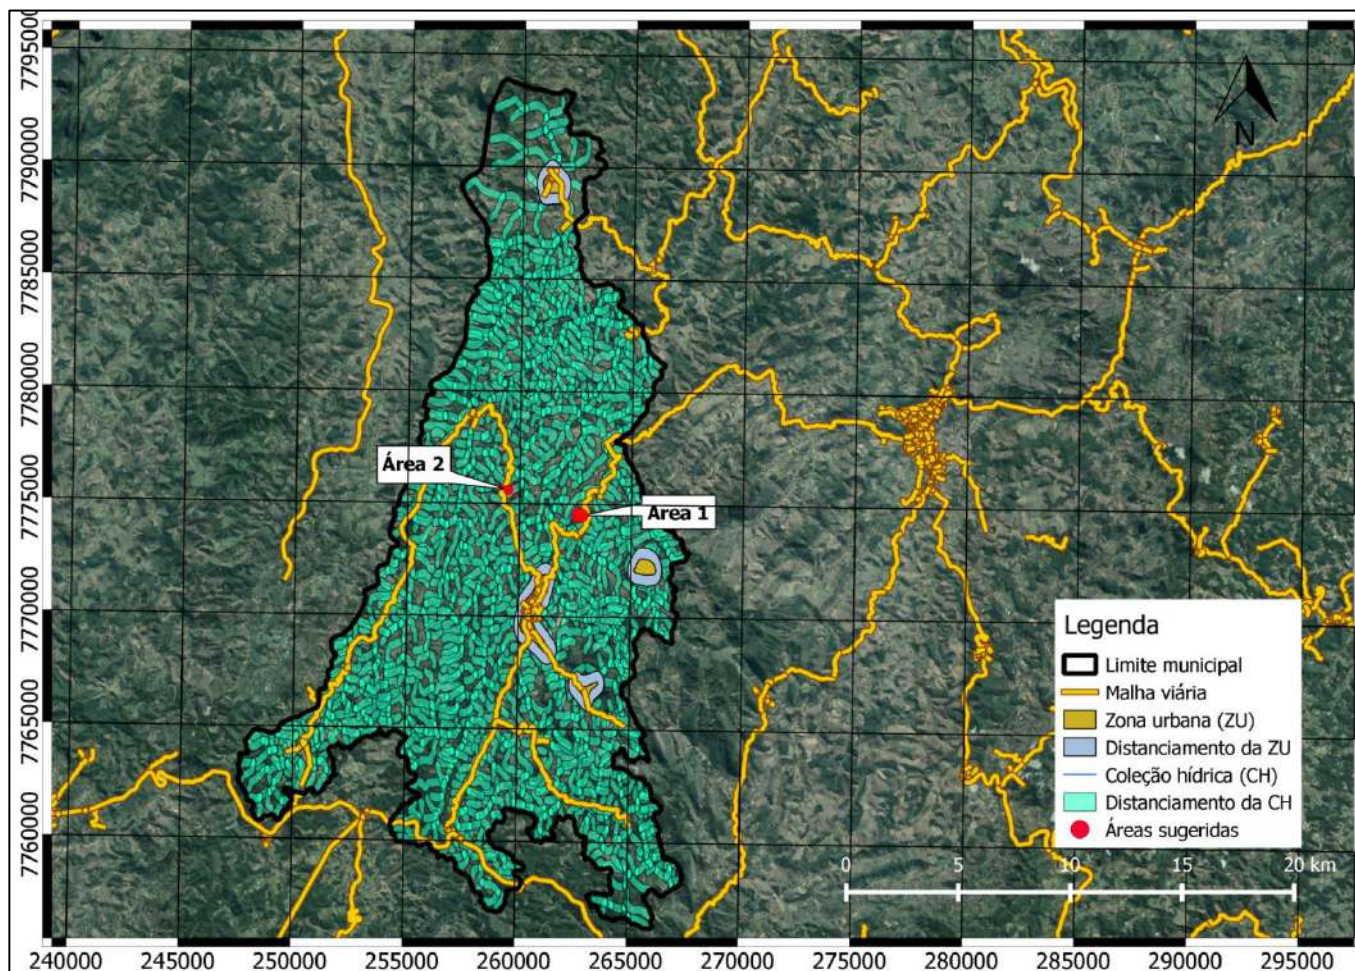 7795000
7790000
7785000
7780000
7775000
7770000
7765000
7760000
N
Área 2
Área 1
Legenda
Limite municipal
Malha viária
Zona urbana (ZU)
Distanciamento da ZU
Coleção hídrica (CH)
Distanciamento da CH
Áreas sugeridas
0 5 10 15 20 km
240000 245000 250000 255000 260000 265000 270000 275000 280000 285000 290000 295000